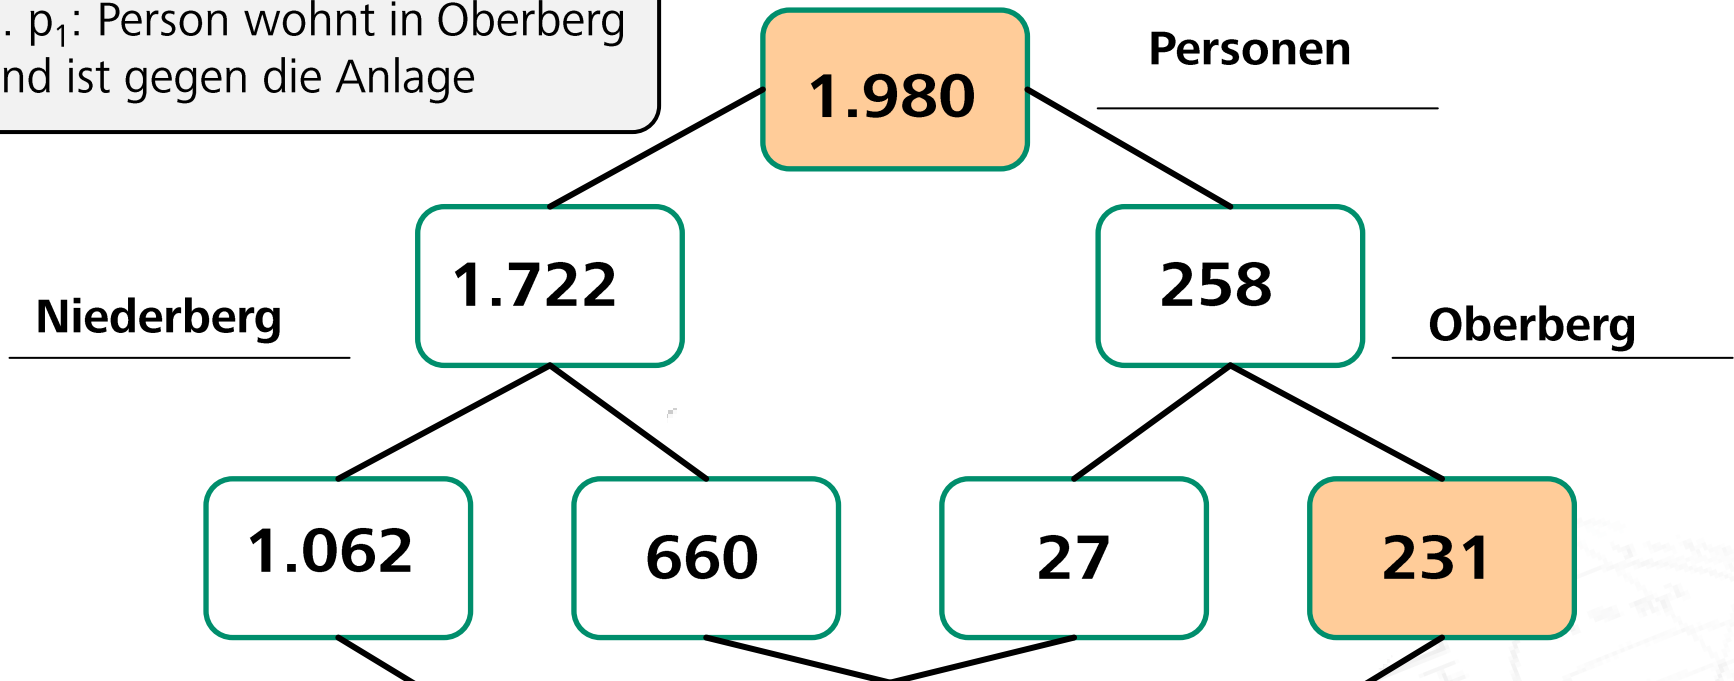 . p₁: Person wohnt in Oberberg
nd ist gegen die Anlage
Personen
1.980
1.722
258
Niederberg
Oberberg
1.062
660
27
231